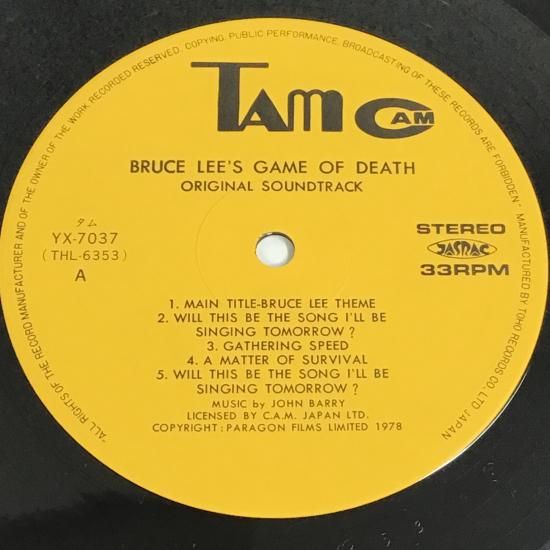 "ALL RIGHTS OF THE RECORD MANUFACTURER AND OF THE OWNER OF THE WORK RECORDED RESERVED. COPYING, PUBLIC PERFORMANCE, BROADCASTING OF THESE RECORDS ARE FORBIDDEN" MANUFACTURED BY TOHO RECORDS CO., LTD JAPAN
TAM CAM
BRUCE LEE'S GAME OF DEATH
ORIGINAL SOUNDTRACK
タム
YX-7037
(THL-6353)
A
STEREO
JASRAC
33RPM
1. MAIN TITLE-BRUCE LEE THEME
2. WILL THIS BE THE SONG I'LL BE
SINGING TOMORROW ?
3. GATHERING SPEED
4. A MATTER OF SURVIVAL
5. WILL THIS BE THE SONG I'LL BE
SINGING TOMORROW ?
MUSIC by JOHN BARRY
LICENSED BY C.A.M. JAPAN LTD.
COPYRIGHT : PARAGON FILMS LIMITED 1978